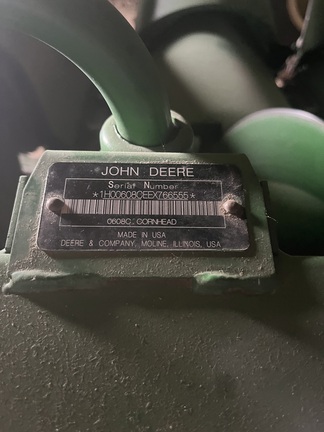 JOHN DEERE
Serial Number
*1H00608CEEX766555*
0608C CORNHEAD
MADE IN USA
DEERE & COMPANY, MOLINE, ILLINOIS, USA